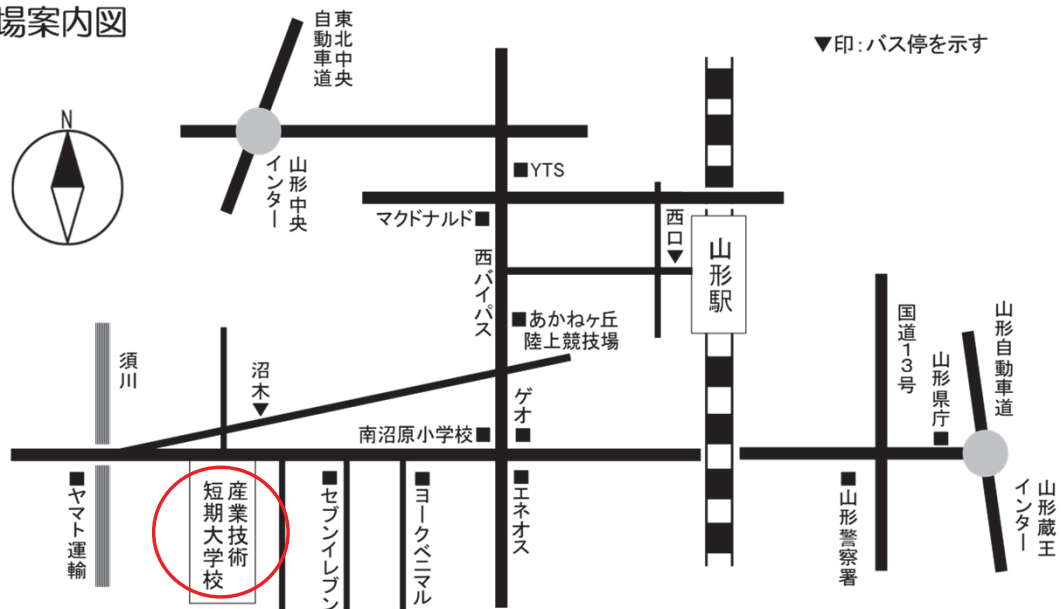 場案内図
▼印:バス停を示す
東北中央
自動車道
N
山形中央
インター
■YTS
マクドナルド■
西口▼
山形駅
西バイパス
■あかねヶ丘
陸上競技場
国道13号
山形自動車道
山形県庁■
須川
沼木▼
ゲオ■
南沼原小学校■
■ヤマト運輸
産業技術
短期大学校
■セブンイレブン
■ヨークベニマル
■エネオス
■山形警察署
山形蔵王
インター